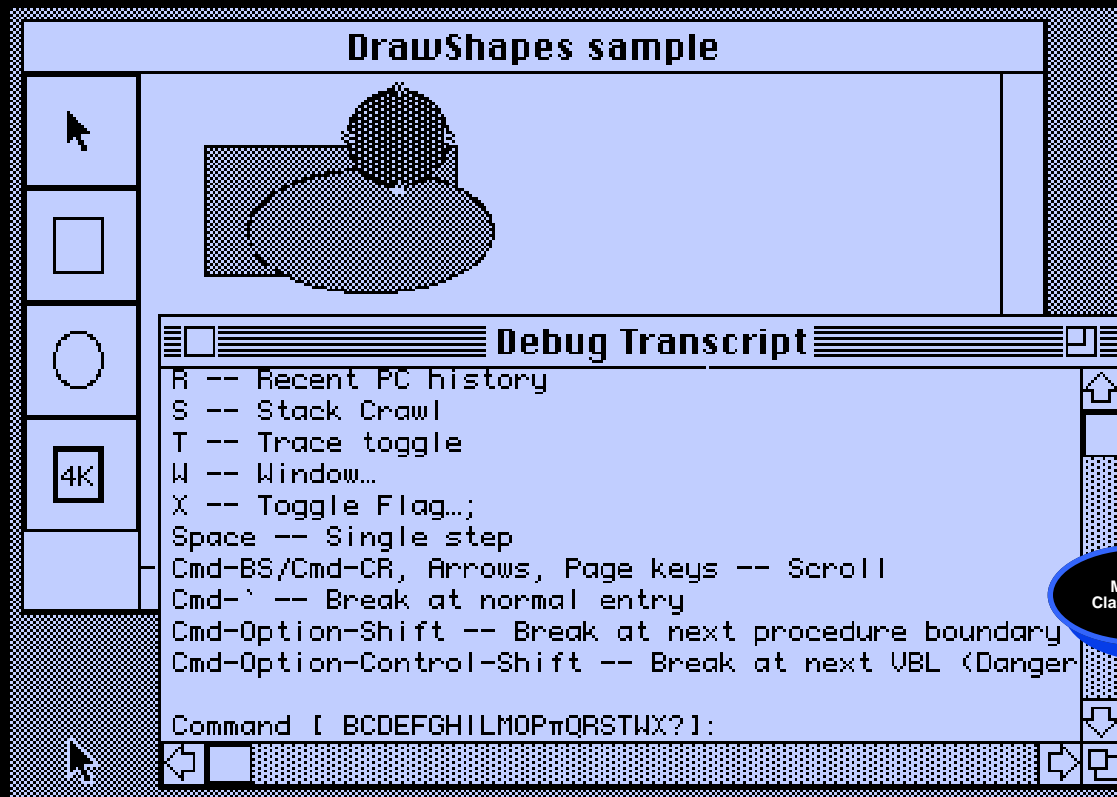 DrawShapes sample
4K
Debug Transcript
R -- Recent PC history
S -- Stack Crawl
T -- Trace toggle
W -- Window…
X -- Toggle Flag…;
Space -- Single step
Cmd-BS/Cmd-CR, Arrows, Page keys -- Scroll
Cmd-` -- Break at normal entry
Cmd-Option-Shift -- Break at next procedure boundary
Cmd-Option-Control-Shift -- Break at next VBL (Danger
Command [ BCDEFGHILMOPπQRSTWX?]: